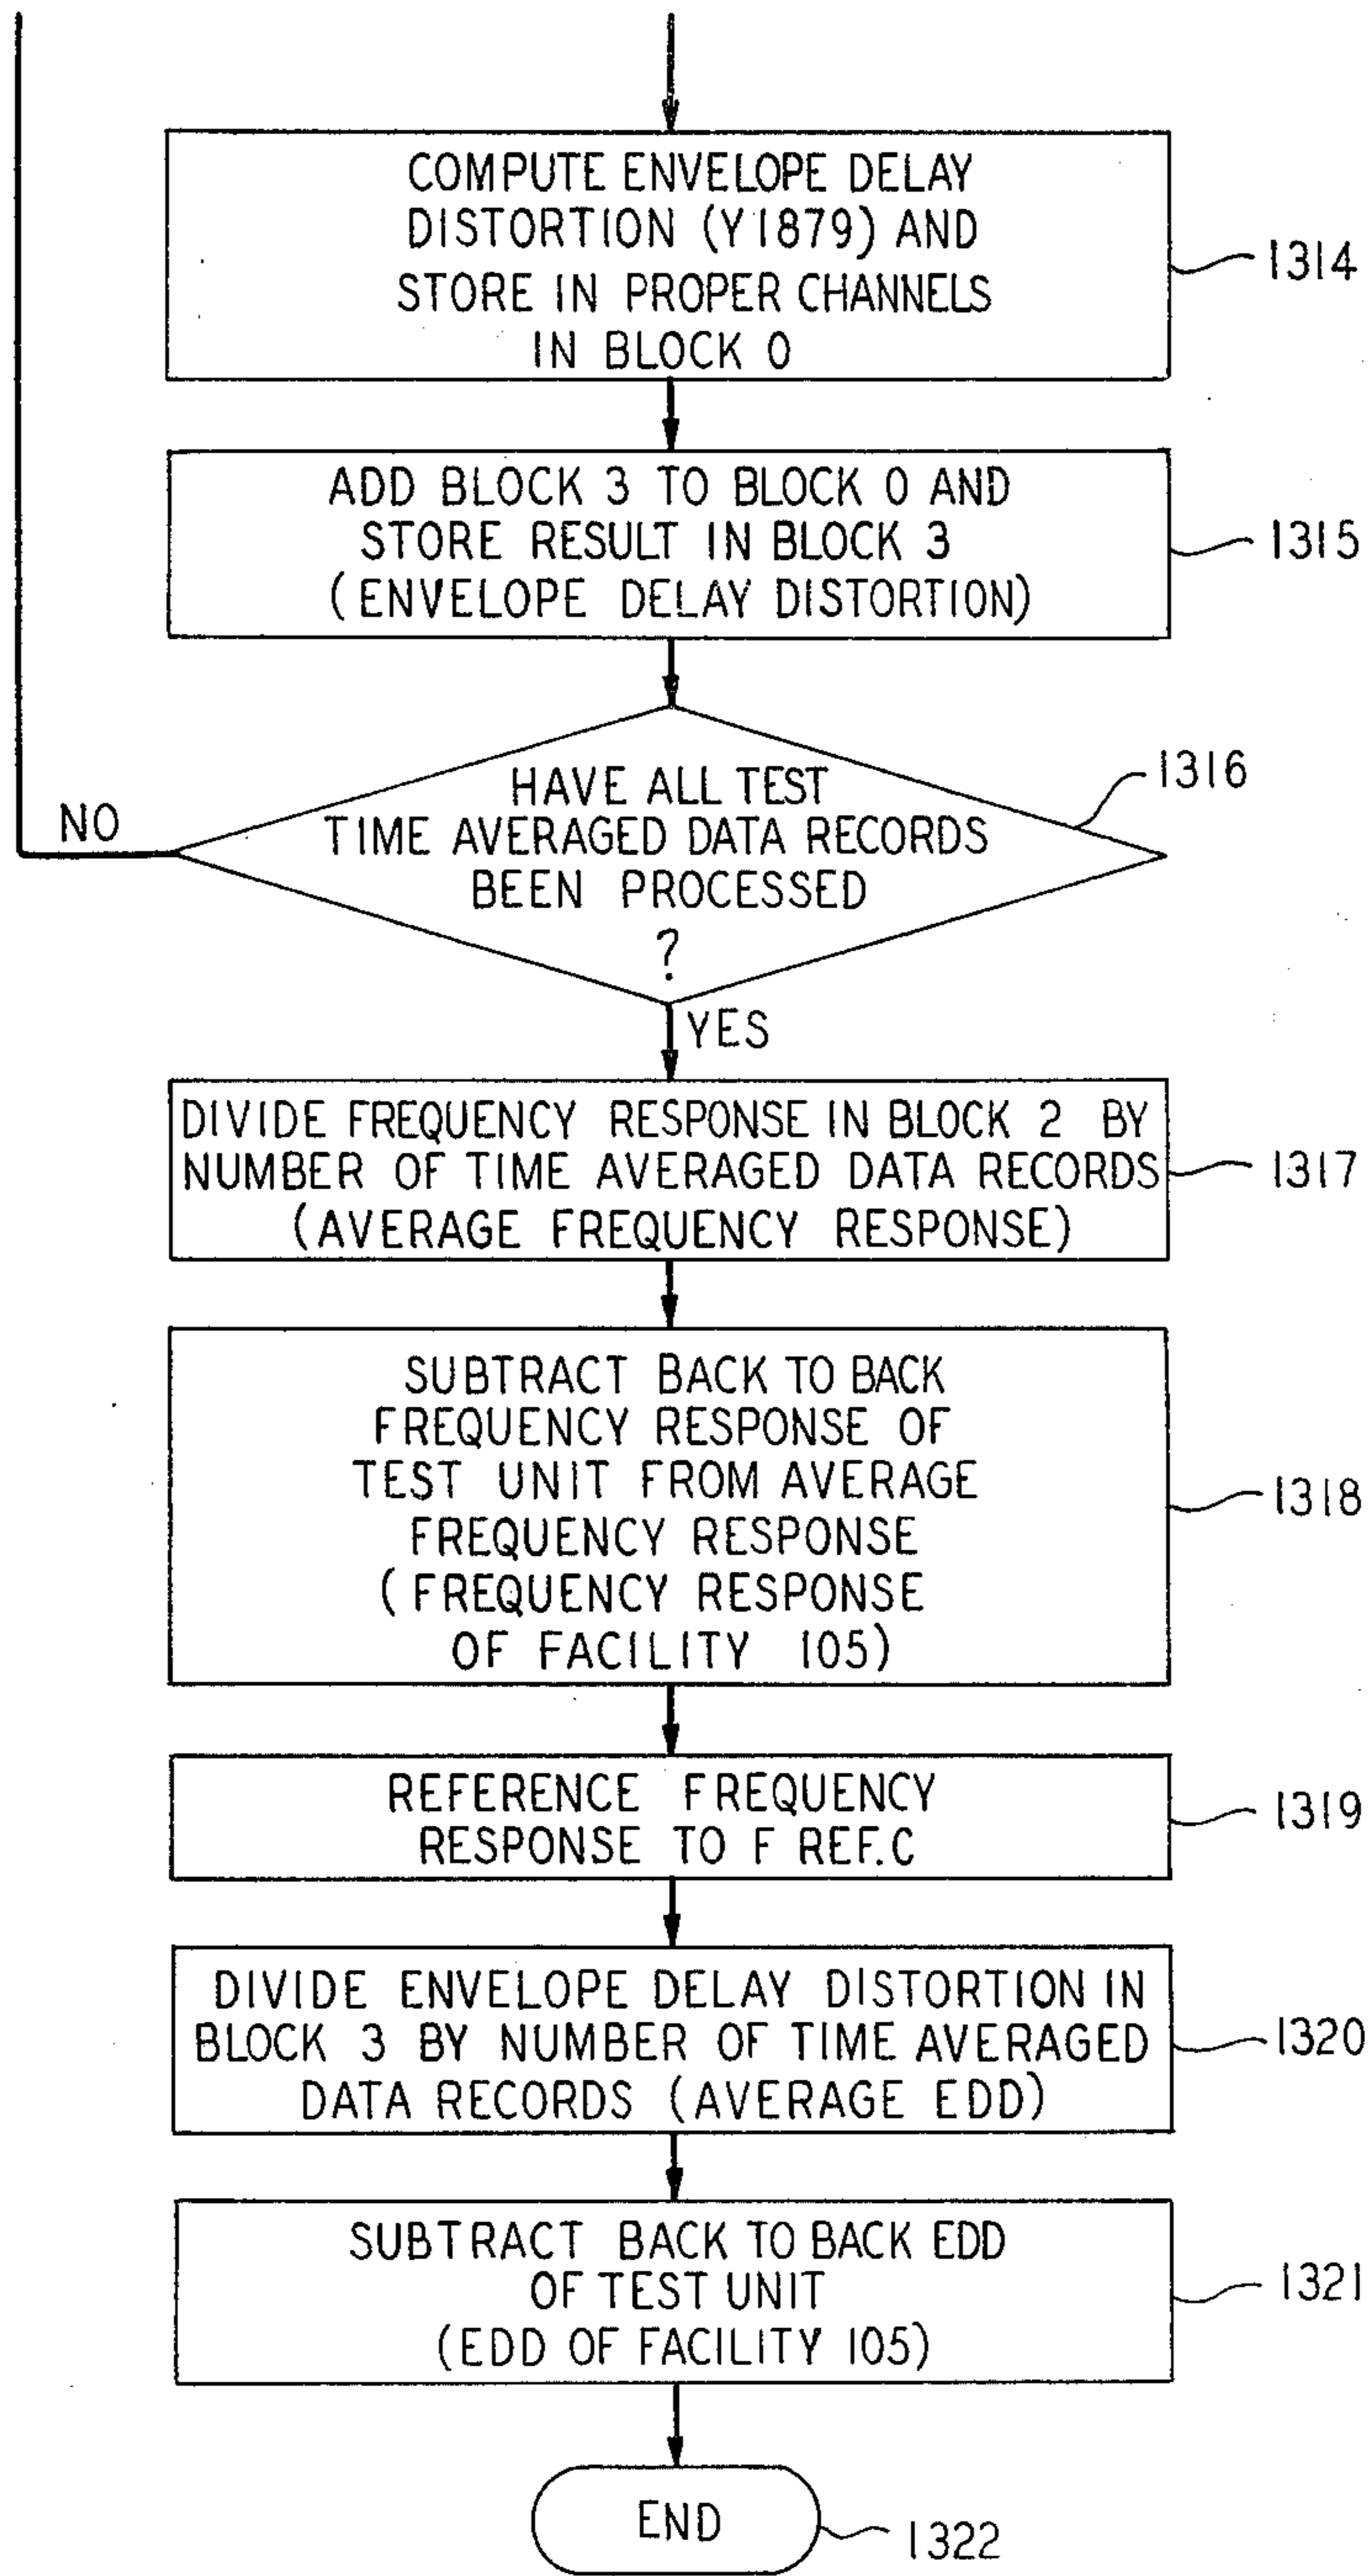 COMPUTE ENVELOPE DELAY
DISTORTION (Y1879) AND
STORE IN PROPER CHANNELS
IN BLOCK 0
1314
ADD BLOCK 3 TO BLOCK 0 AND
STORE RESULT IN BLOCK 3
(ENVELOPE DELAY DISTORTION)
1315
HAVE ALL TEST
TIME AVERAGED DATA RECORDS
BEEN PROCESSED
?
1316
NO
YES
DIVIDE FREQUENCY RESPONSE IN BLOCK 2 BY
NUMBER OF TIME AVERAGED DATA RECORDS
(AVERAGE FREQUENCY RESPONSE)
1317
SUBTRACT BACK TO BACK
FREQUENCY RESPONSE OF
TEST UNIT FROM AVERAGE
FREQUENCY RESPONSE
(FREQUENCY RESPONSE
OF FACILITY 105)
1318
REFERENCE FREQUENCY
RESPONSE TO F REF.C
1319
DIVIDE ENVELOPE DELAY DISTORTION IN
BLOCK 3 BY NUMBER OF TIME AVERAGED
DATA RECORDS (AVERAGE EDD)
1320
SUBTRACT BACK TO BACK EDD
OF TEST UNIT
(EDD OF FACILITY 105)
1321
END
1322